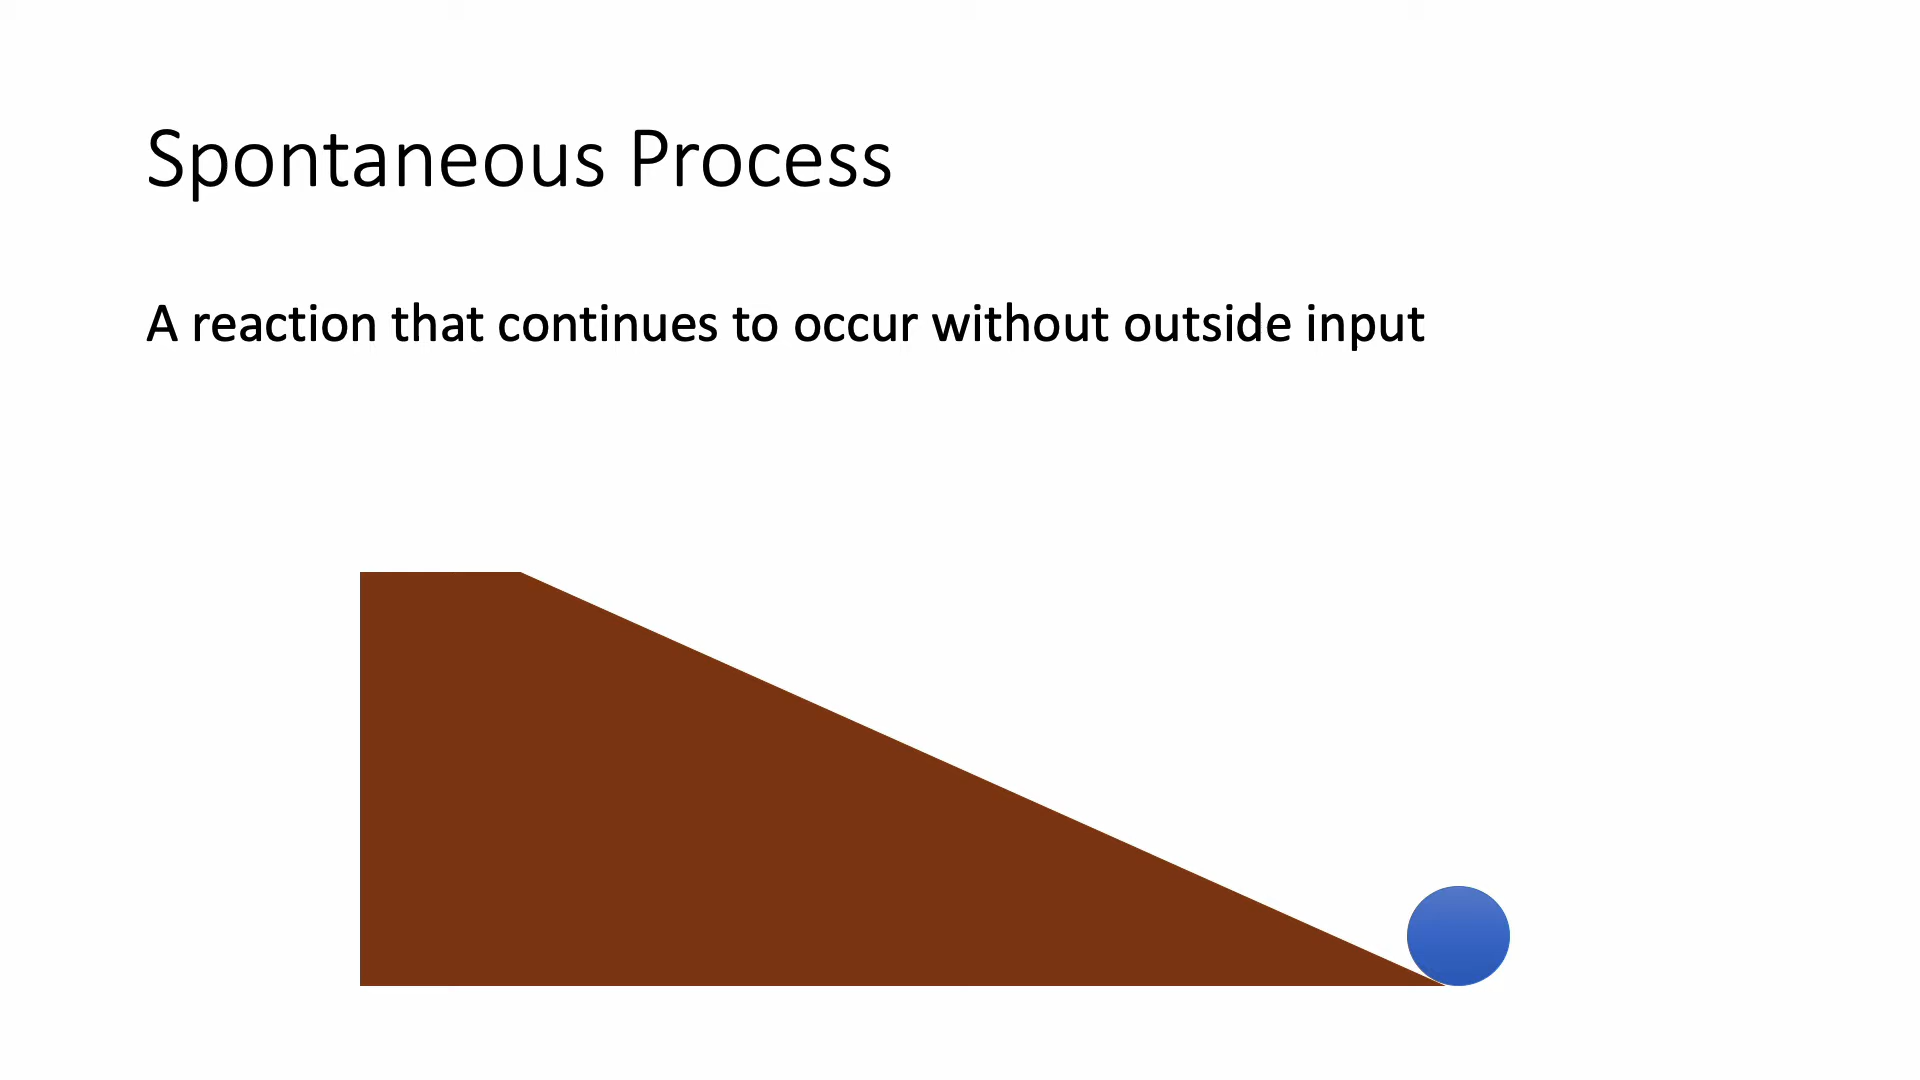 Spontaneous Process
A reaction that continues to occur without outside input